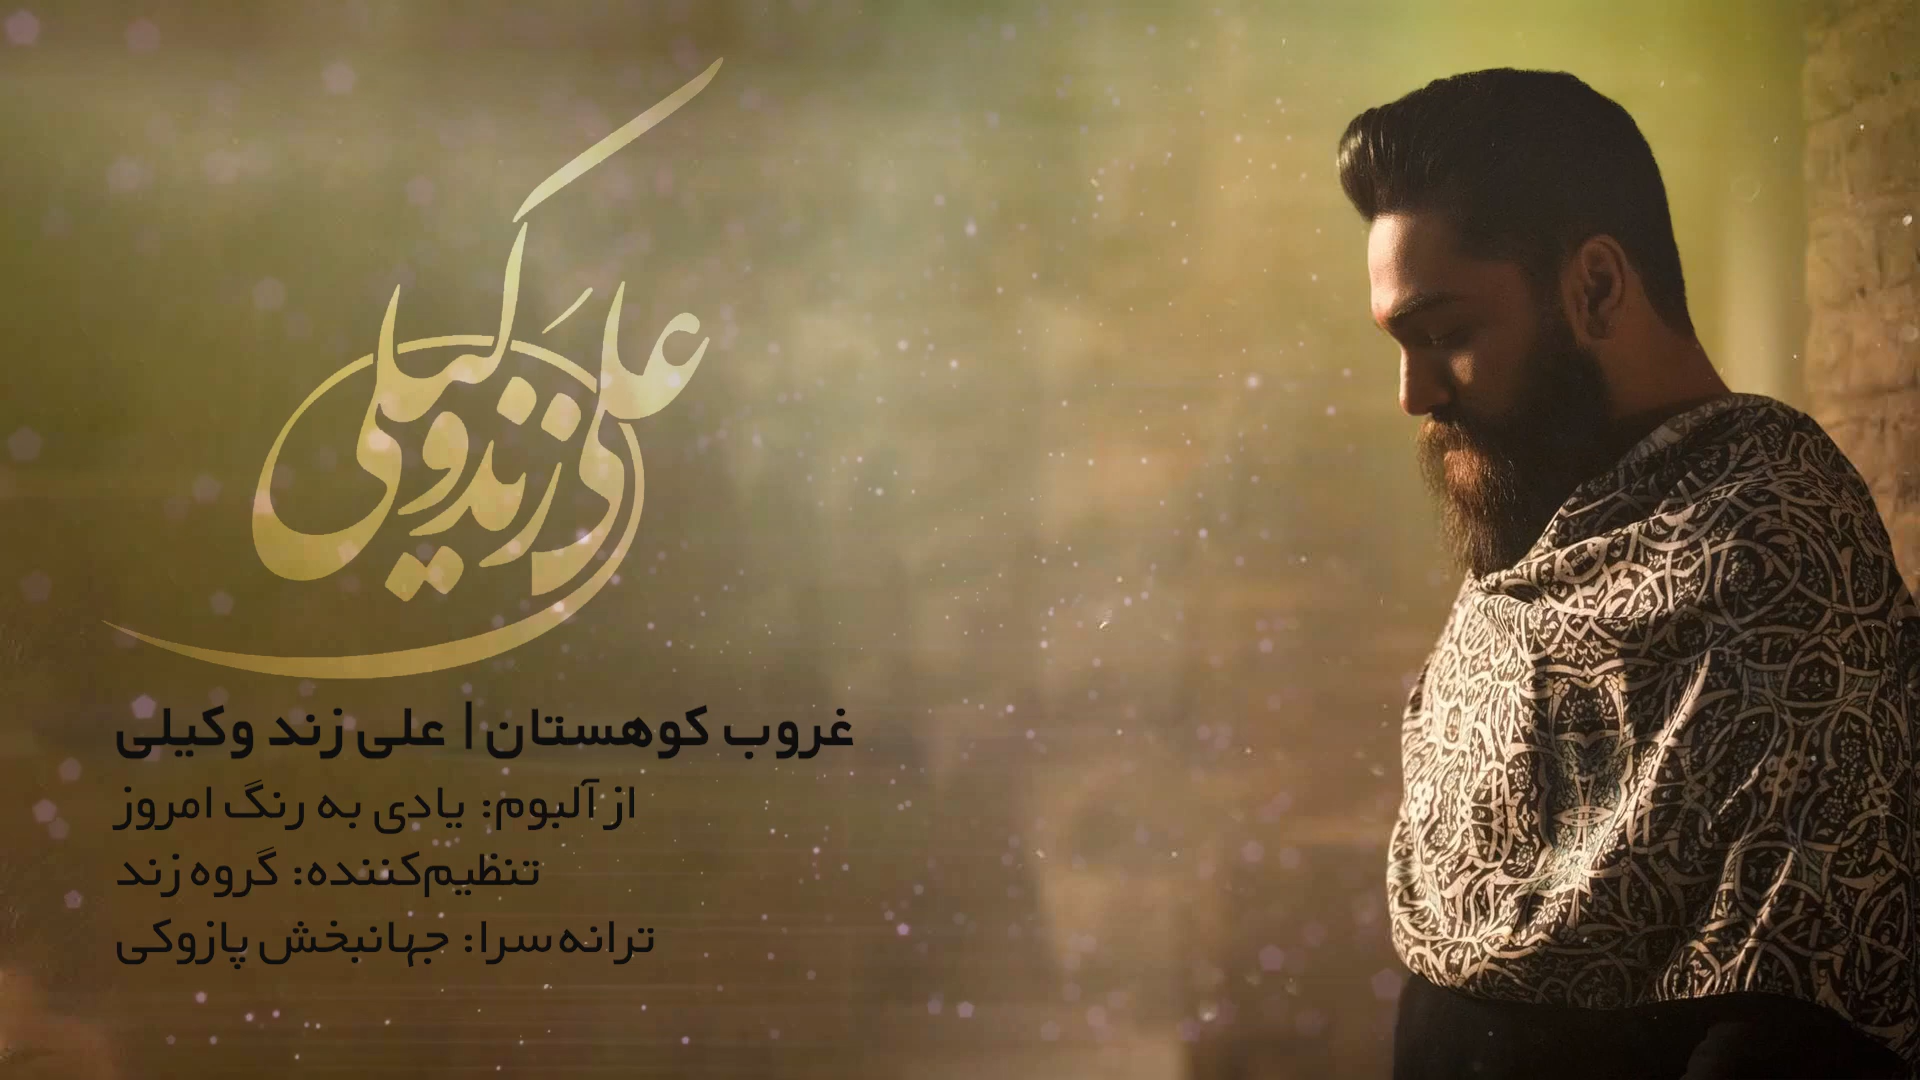 علی زند وکیلی
غروب کوهستان | علی زند وکیلی
از آلبوم: یادی به رنگ امروز
تنظیم‌کننده: گروه زند
ترانه‌سرا: جهانبخش پازوکی